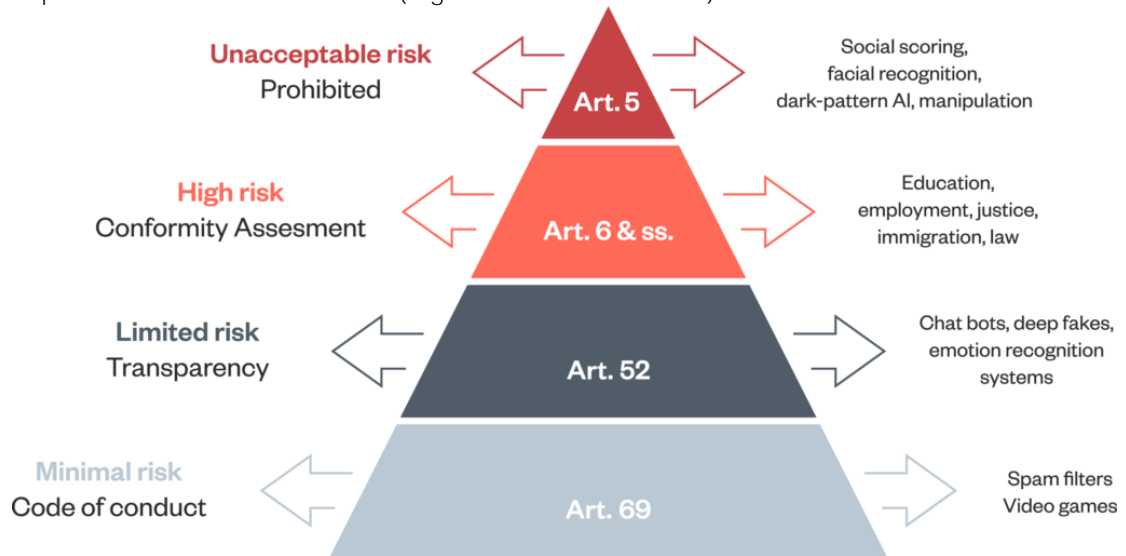 Unacceptable risk
Prohibited
Art. 5
Social scoring,
facial recognition,
dark-pattern AI, manipulation
High risk
Conformity Assesment
Art. 6 & ss.
Education,
employment, justice,
immigration, law
Limited risk
Transparency
Art. 52
Chat bots, deep fakes,
emotion recognition
systems
Minimal risk
Code of conduct
Art. 69
Spam filters
Video games